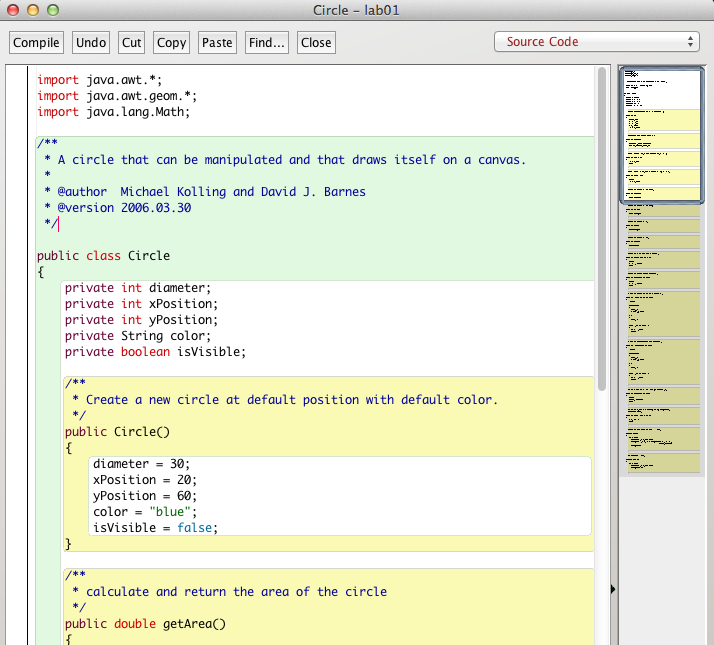 Circle - lab01
Compile Undo Cut Copy Paste Find... Close Source Code
import java.awt.*;
import java.awt.geom.*;
import java.lang.Math;
/**
* A circle that can be manipulated and that draws itself on a canvas.
*
* @author  Michael Kolling and David J. Barnes
* @version 2006.03.30
*/
public class Circle
{
private int diameter;
private int xPosition;
private int yPosition;
private String color;
private boolean isVisible;
/**
* Create a new circle at default position with default color.
*/
public Circle()
{
diameter = 30;
xPosition = 20;
yPosition = 60;
color = "blue";
isVisible = false;
}
/**
* calculate and return the area of the circle
*/
public double getArea()
{